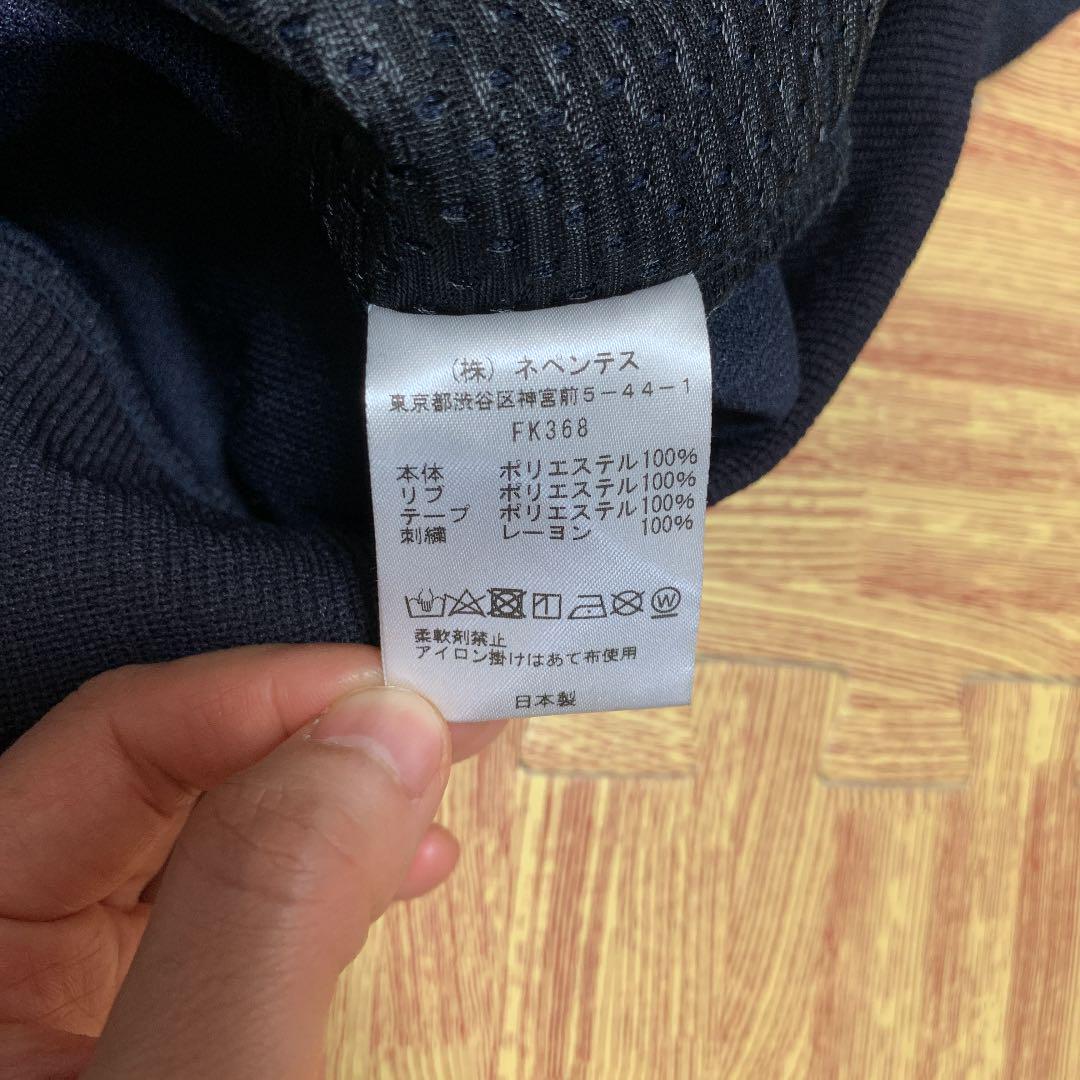 (株) ネペンテス
東京都渋谷区神宮前5-44-1
FK368
本体 ポリエステル100%
リブ ポリエステル100%
テープ ポリエステル100%
刺繍 レーヨン 100%
W
柔軟剤禁止
アイロン掛けはあて布使用
日本製